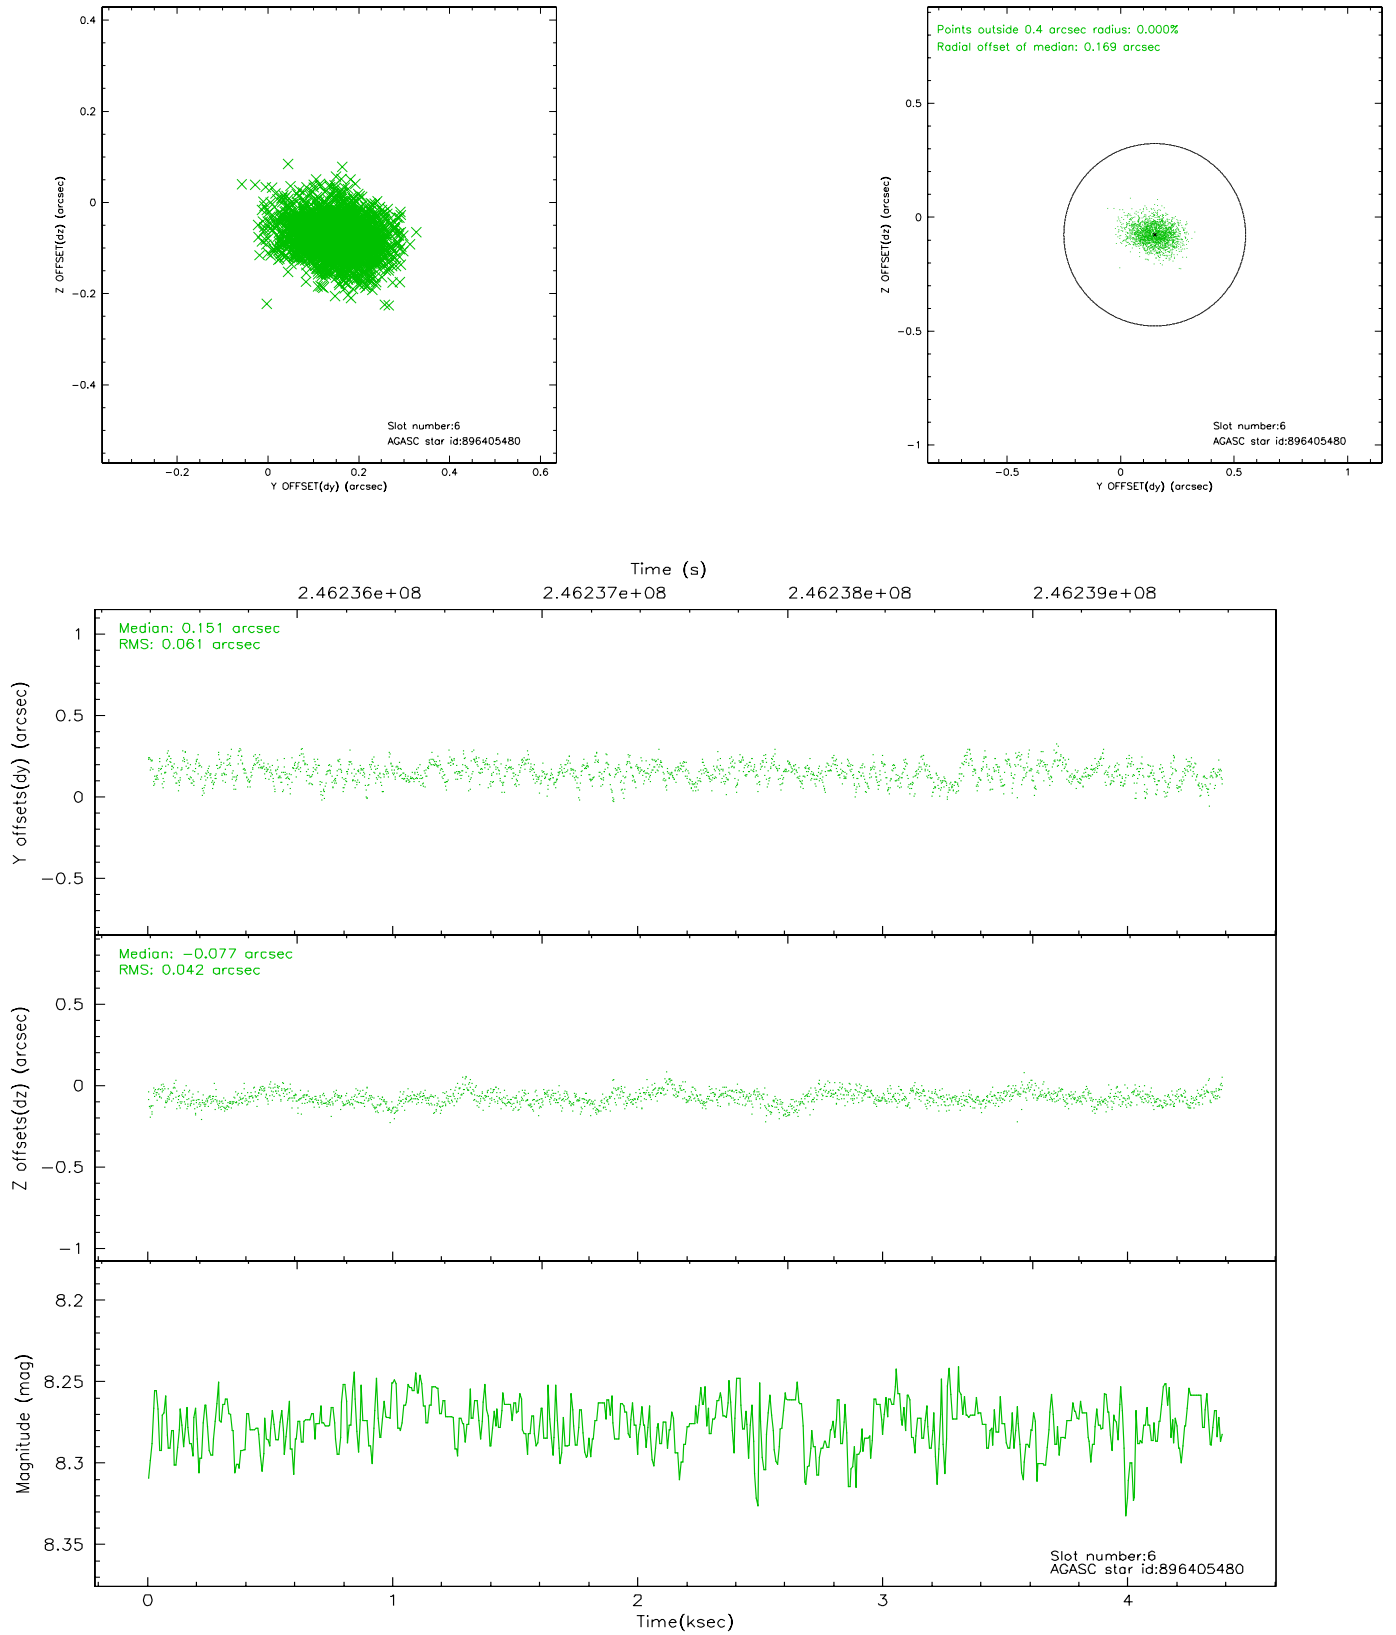 0.4
0.2
0
−0.2
−0.4
Z OFFSET(dz) (arcsec)
Slot number:6
AGASC star id:896405480
−0.2 0 0.2 0.4 0.6
Y OFFSET(dy) (arcsec)
Points outside 0.4 arcsec radius: 0.000%
Radial offset of median: 0.169 arcsec
0.5
0
−0.5
−1
Z OFFSET(dz) (arcsec)
Slot number:6
AGASC star id:896405480
−0.5 0 0.5 1
Y OFFSET(dy) (arcsec)
Time (s)
2.46236e+08 2.46237e+08 2.46238e+08 2.46239e+08
Median: 0.151 arcsec
RMS: 0.061 arcsec
1
0.5
0
−0.5
Y offsets(dy) (arcsec)
Median: −0.077 arcsec
RMS: 0.042 arcsec
0.5
0
−0.5
−1
Z offsets(dz) (arcsec)
8.2
8.25
8.3
8.35
Magnitude (mag)
Slot number:6
AGASC star id:896405480
0 1 2 3 4
Time(ksec)